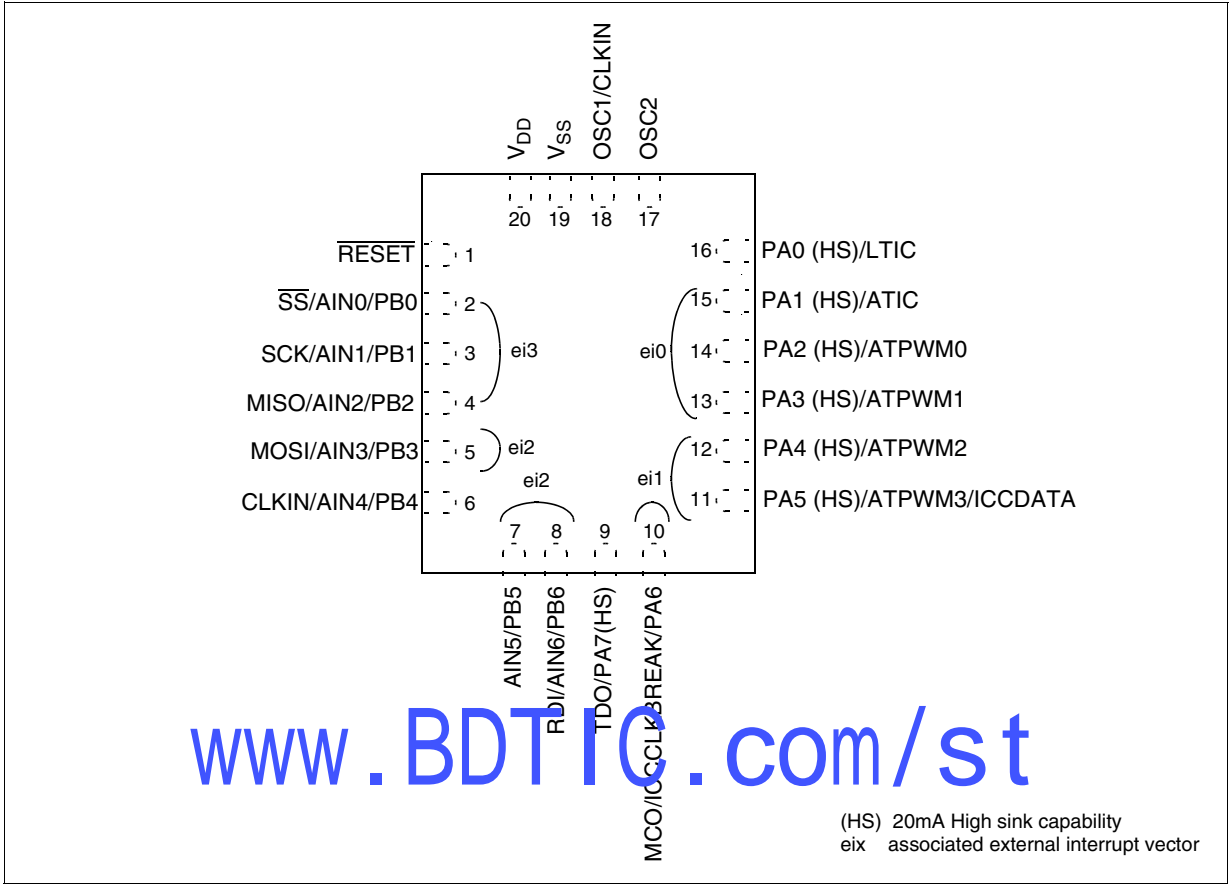 V_DD
V_SS
OSC1/CLKIN
OSC2
20
19
18
17
RESET
1
SS/AIN0/PB0
2
SCK/AIN1/PB1
3
MISO/AIN2/PB2
4
MOSI/AIN3/PB3
5
CLKIN/AIN4/PB4
6
ei3
ei2
ei2
ei0
ei1
16
PA0 (HS)/LTIC
15
PA1 (HS)/ATIC
14
PA2 (HS)/ATPWM0
13
PA3 (HS)/ATPWM1
12
PA4 (HS)/ATPWM2
11
PA5 (HS)/ATPWM3/ICCDATA
7
8
9
10
AIN5/PB5
RDI/AIN6/PB6
TDO/PA7(HS)
MCO/ICCCLKBREAK/PA6
www.BDTIC.com/st
(HS) 20mA High sink capability
eix associated external interrupt vector